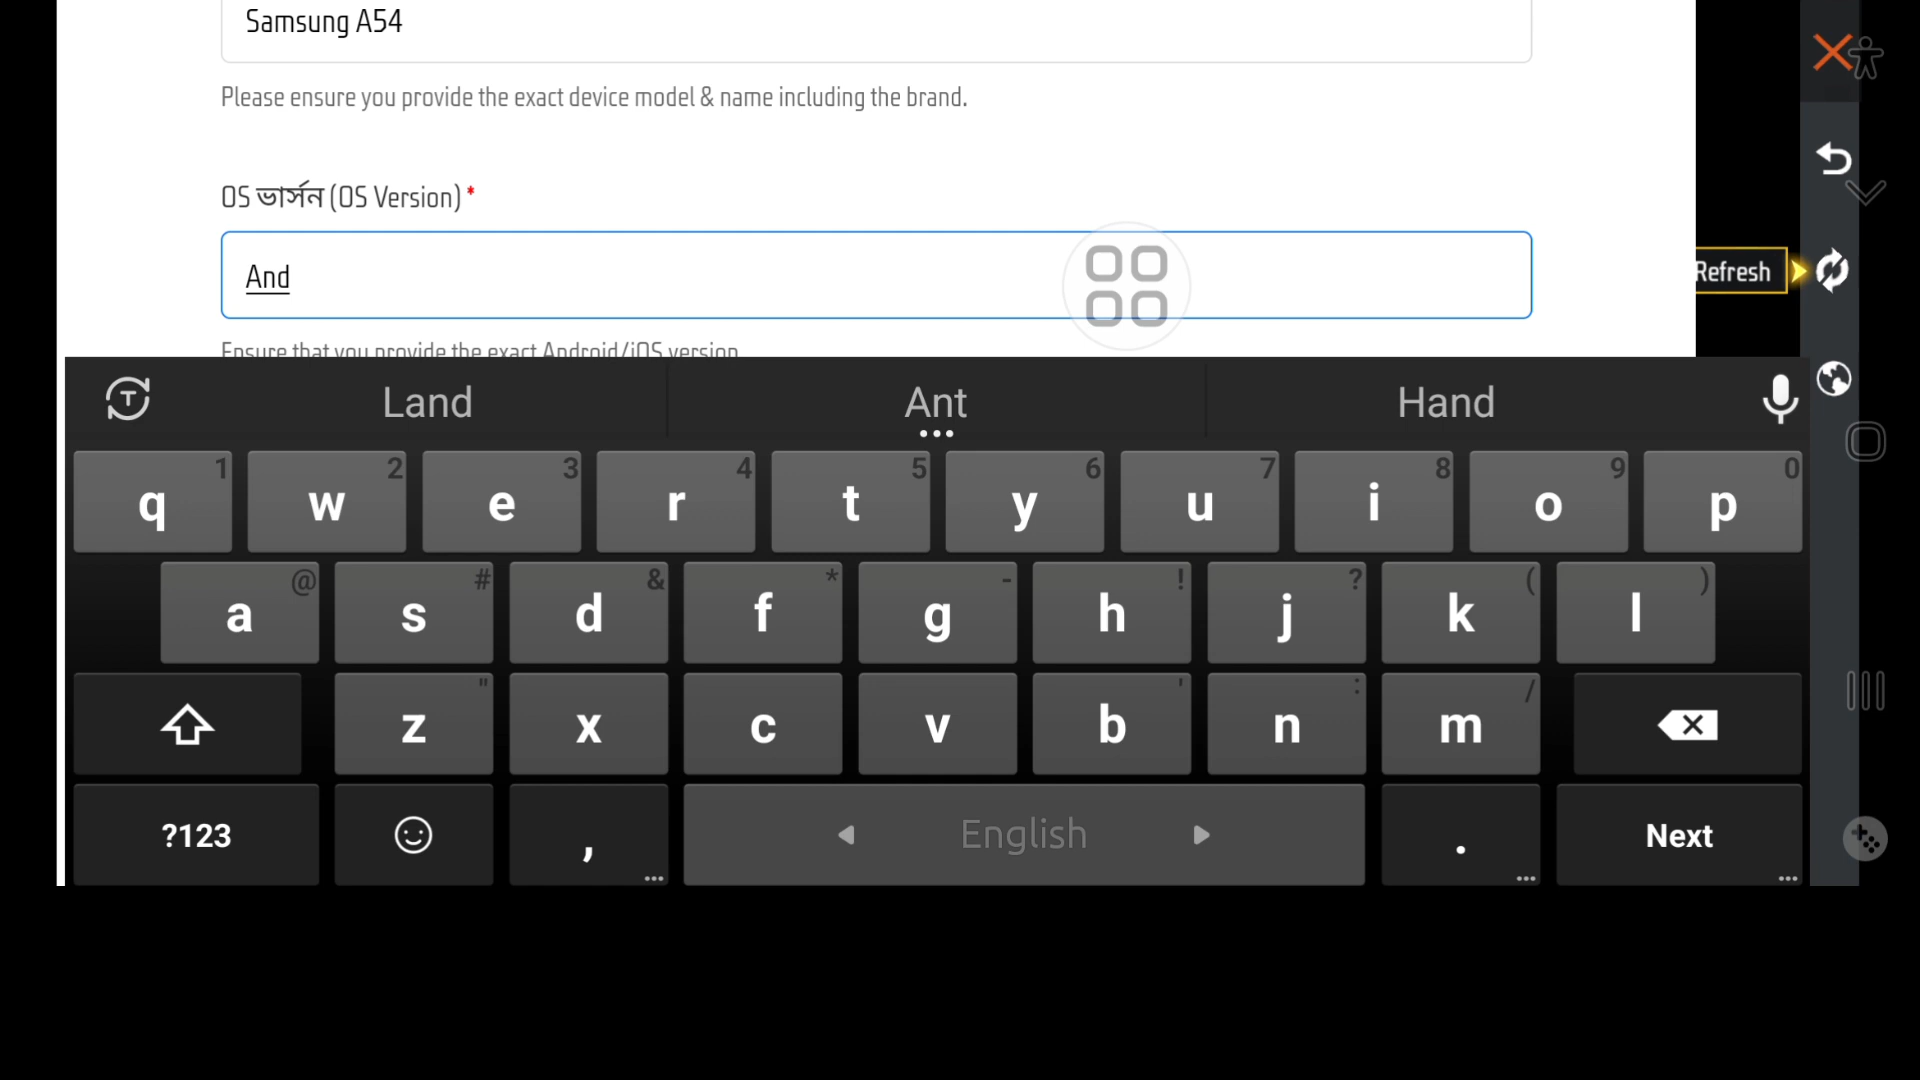 Samsung A54
Please ensure you provide the exact device model & name including the brand.
OS ভার্সন (OS Version) *
And
Refresh
Ensure that you provide the exact Android/iOS version
Land Ant Hand
q 1 w 2 e 3 r 4 t 5 y 6 u 7 i 8 o 9 p 0
a @ s # d & f * g - h ! j ? k ( l )
z " x c v b ' n : m /
?123 , English . Next